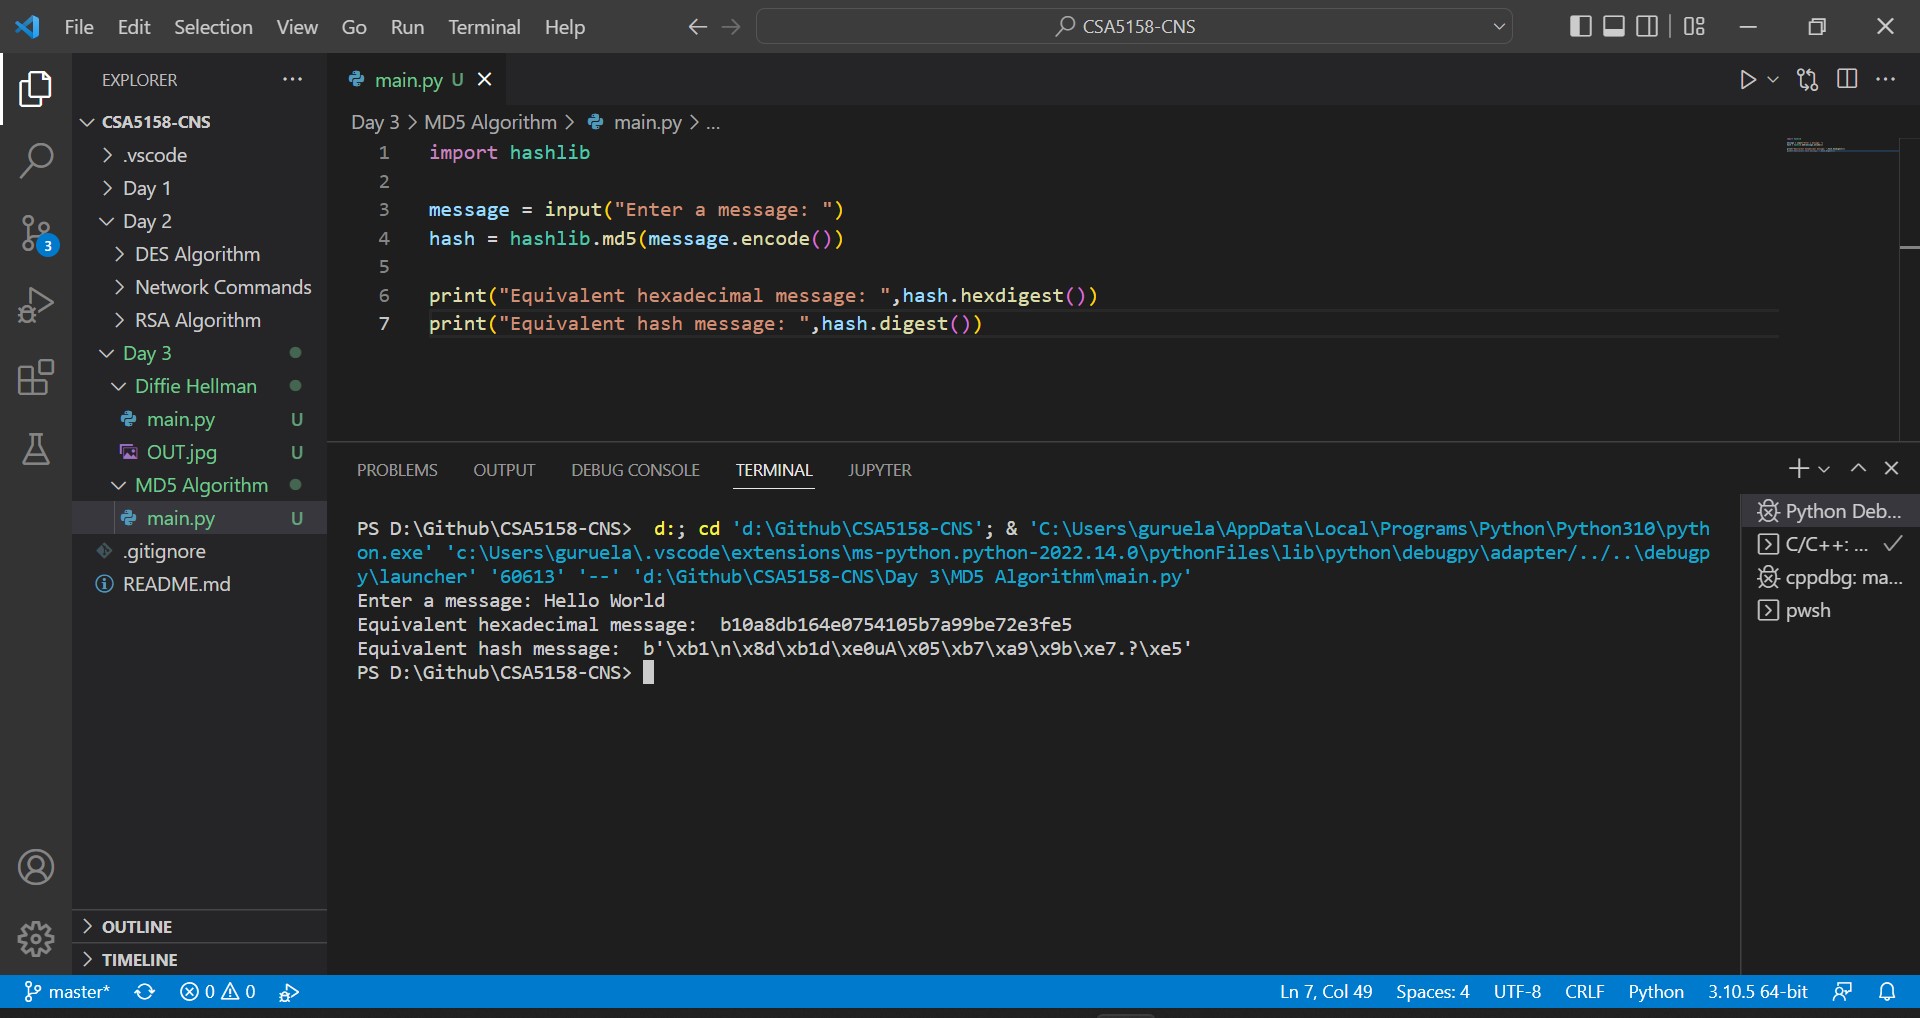 File Edit Selection View Go Run Terminal Help CSA5158-CNS
EXPLORER
CSA5158-CNS
.vscode
Day 1
Day 2
DES Algorithm
Network Commands
RSA Algorithm
Day 3
Diffie Hellman
main.py U
OUT.jpg U
MD5 Algorithm
main.py U
.gitignore
README.md
OUTLINE
TIMELINE
3
main.py U
Day 3 > MD5 Algorithm > main.py > ...
1 import hashlib
2
3 message = input("Enter a message: ")
4 hash = hashlib.md5(message.encode())
5
6 print("Equivalent hexadecimal message: ",hash.hexdigest())
7 print("Equivalent hash message: ",hash.digest())
PROBLEMS OUTPUT DEBUG CONSOLE TERMINAL JUPYTER
PS D:\Github\CSA5158-CNS>  d:; cd 'd:\Github\CSA5158-CNS'; & 'C:\Users\guruela\AppData\Local\Programs\Python\Python310\pyth
on.exe' 'c:\Users\guruela\.vscode\extensions\ms-python.python-2022.14.0\pythonFiles\lib\python\debugpy\adapter/../..\debugp
y\launcher' '60613' '--' 'd:\Github\CSA5158-CNS\Day 3\MD5 Algorithm\main.py'
Enter a message: Hello World
Equivalent hexadecimal message:  b10a8db164e0754105b7a99be72e3fe5
Equivalent hash message:  b'\xb1\n\x8d\xb1d\xe0uA\x05\xb7\xa9\x9b\xe7.?\xe5'
PS D:\Github\CSA5158-CNS>
Python Deb...
C/C++: ...
cppdbg: ma...
pwsh
master* 0 0 Ln 7, Col 49 Spaces: 4 UTF-8 CRLF Python 3.10.5 64-bit